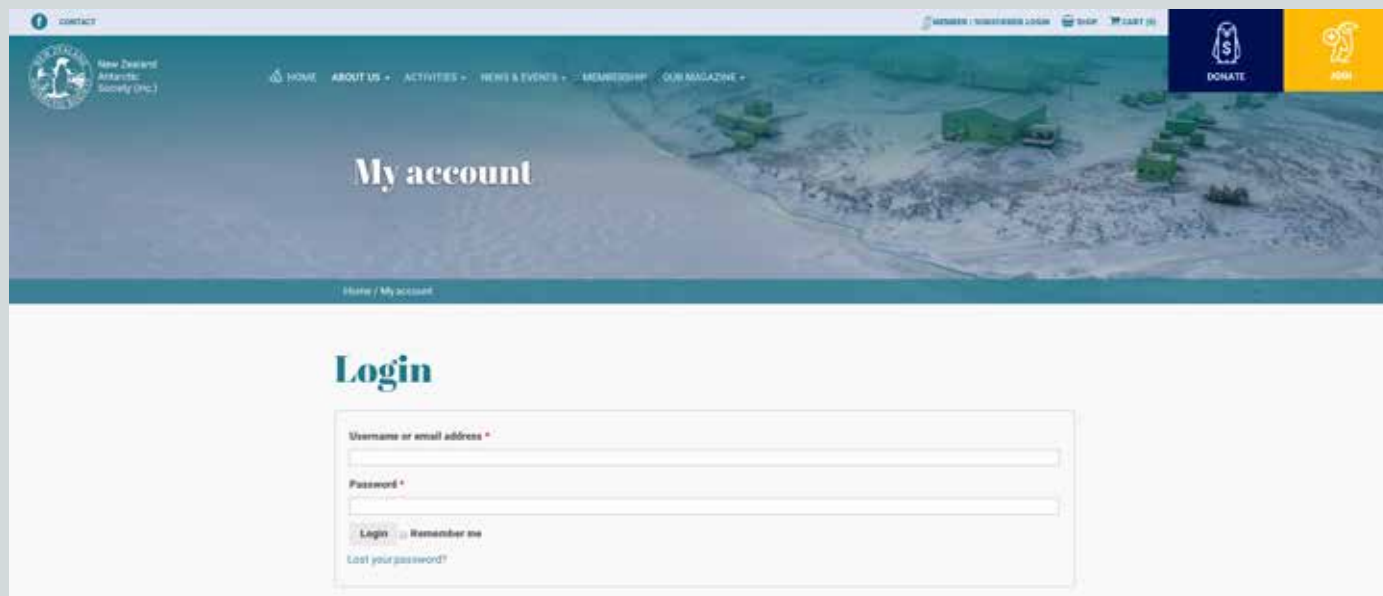 CONTACT
MEMBER / SUBSCRIBER LOGIN SHOP CART (0)
DONATE
JOIN
New Zealand
Antarctic
Society (Inc.)
HOME ABOUT US ACTIVITIES NEWS & EVENTS MEMBERSHIP OUR MAGAZINE
My account
Home / My account
Login
Username or email address *
Password *
Login Remember me
Lost your password?